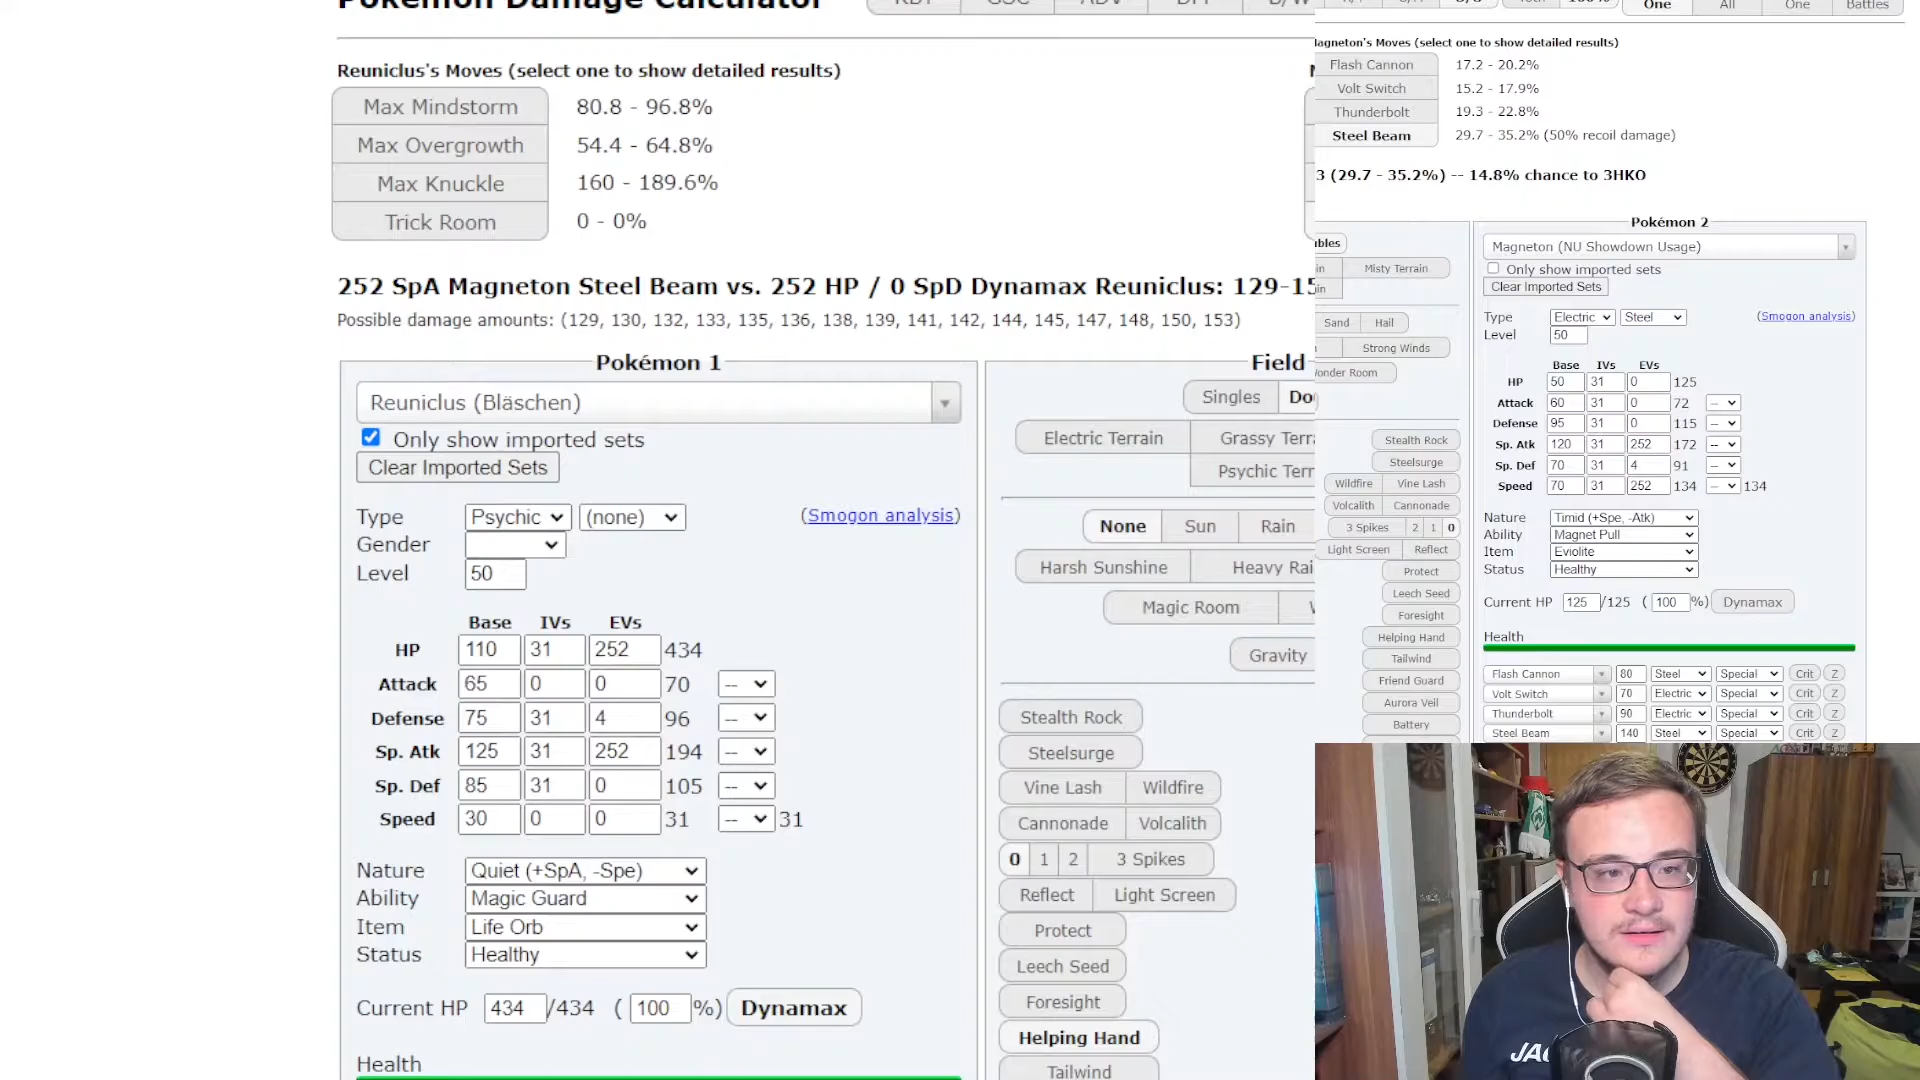 Pokémon Damage Calculator
Reuniclus's Moves (select one to show detailed results)
Max Mindstorm 80.8 - 96.8%
Max Overgrowth 54.4 - 64.8%
Max Knuckle 160 - 189.6%
Trick Room 0 - 0%
252 SpA Magneton Steel Beam vs. 252 HP / 0 SpD Dynamax Reuniclus: 129-15
Possible damage amounts: (129, 130, 132, 133, 135, 136, 138, 139, 141, 142, 144, 145, 147, 148, 150, 153)
Pokémon 1
Reuniclus (Bläschen)
Only show imported sets
Clear Imported Sets
Type Psychic (none) (Smogon analysis)
Gender
Level 50
Base IVs EVs
HP 110 31 252 434
Attack 65 0 0 70 --
Defense 75 31 4 96 --
Sp. Atk 125 31 252 194 --
Sp. Def 85 31 0 105 --
Speed 30 0 0 31 -- 31
Nature Quiet (+SpA, -Spe)
Ability Magic Guard
Item Life Orb
Status Healthy
Current HP 434/434 (100%) Dynamax
Health
Field
Singles Dou
Electric Terrain Grassy Terra
Psychic Terr
None Sun Rain
Harsh Sunshine Heavy Rai
Magic Room
Gravity
Stealth Rock
Steelsurge
Vine Lash Wildfire
Cannonade Volcalith
0 1 2 3 Spikes
Reflect Light Screen
Protect
Leech Seed
Foresight
Helping Hand
Tailwind
One All One Battles
agneton's Moves (select one to show detailed results)
Flash Cannon 17.2 - 20.2%
Volt Switch 15.2 - 17.9%
Thunderbolt 19.3 - 22.8%
Steel Beam 29.7 - 35.2% (50% recoil damage)
3 (29.7 - 35.2%) -- 14.8% chance to 3HKO
ubles
in Misty Terrain
in
Sand Hail
Strong Winds
onder Room
Stealth Rock
Steelsurge
Wildfire Vine Lash
Volcalith Cannonade
3 Spikes 2 1 0
Light Screen Reflect
Protect
Leech Seed
Foresight
Helping Hand
Tailwind
Friend Guard
Aurora Veil
Battery
Pokémon 2
Magneton (NU Showdown Usage)
Only show imported sets
Clear Imported Sets
Type Electric Steel (Smogon analysis)
Level 50
Base IVs EVs
HP 50 31 0 125
Attack 60 31 0 72 --
Defense 95 31 0 115 --
Sp. Atk 120 31 252 172 --
Sp. Def 70 31 4 91 --
Speed 70 31 252 134 -- 134
Nature Timid (+Spe, -Atk)
Ability Magnet Pull
Item Eviolite
Status Healthy
Current HP 125/125 (100%) Dynamax
Health
Flash Cannon 80 Steel Special Crit Z
Volt Switch 70 Electric Special Crit Z
Thunderbolt 90 Electric Special Crit Z
Steel Beam 140 Steel Special Crit Z